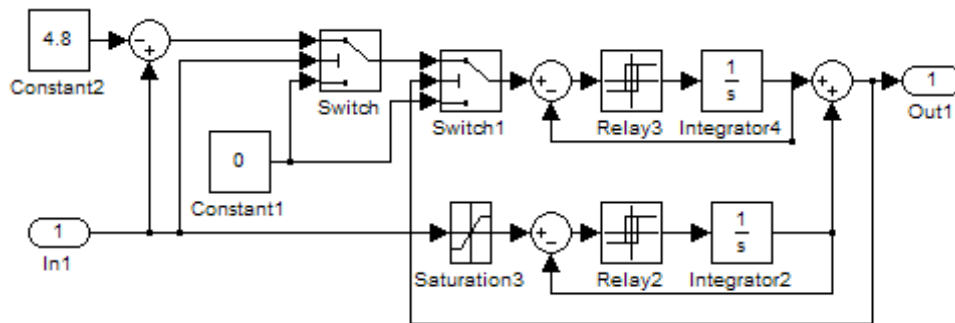 4.8
Constant2
Switch
Switch1
Relay3
1
s
Integrator4
1
Out1
0
Constant1
1
In1
Saturation3
Relay2
1
s
Integrator2